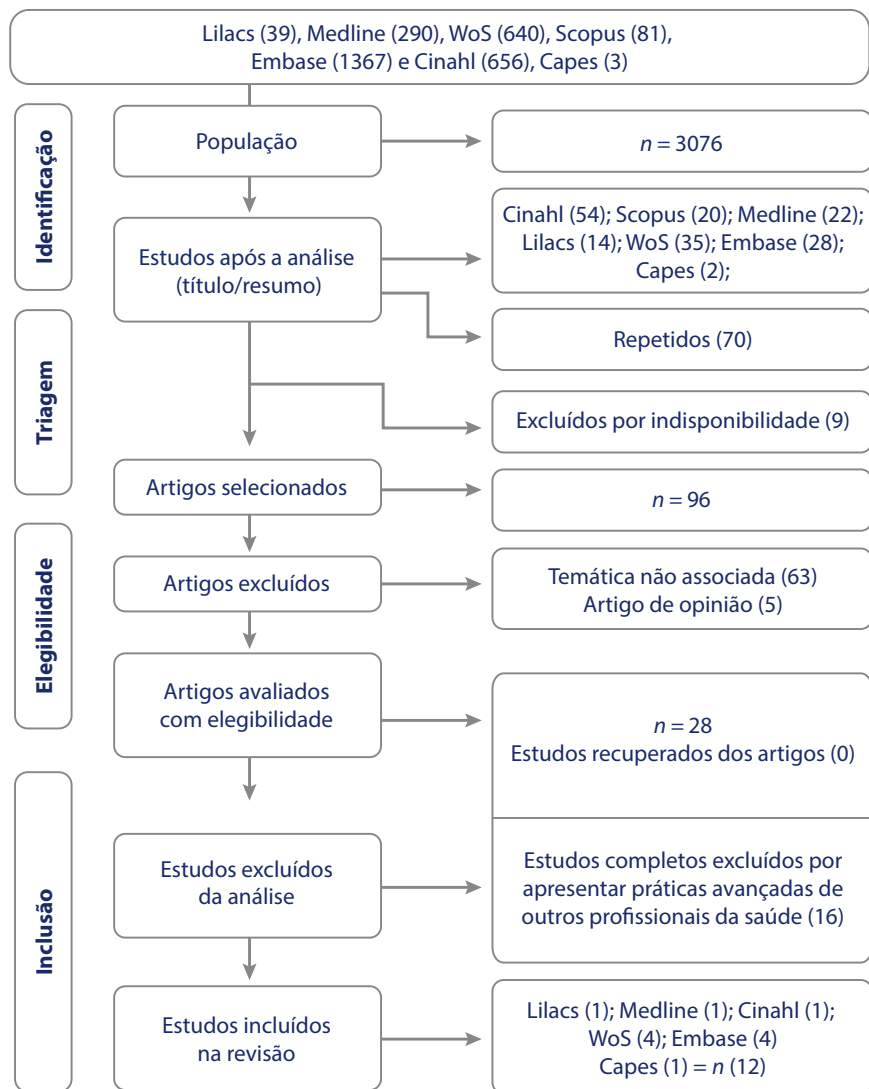 Lilacs (39), Medline (290), WoS (640), Scopus (81),
Embase (1367) e Cinahl (656), Capes (3)
Identificação
População
n = 3076
Estudos após a análise
(título/resumo)
Cinahl (54); Scopus (20); Medline (22);
Lilacs (14); WoS (35); Embase (28);
Capes (2);
Repetidos (70)
Triagem
Excluídos por indisponibilidade (9)
Artigos selecionados
n = 96
Elegibilidade
Artigos excluídos
Temática não associada (63)
Artigo de opinião (5)
Artigos avaliados
com elegibilidade
n = 28
Estudos recuperados dos artigos (0)
Inclusão
Estudos excluídos
da análise
Estudos completos excluídos por
apresentar práticas avançadas de
outros profissionais da saúde (16)
Estudos incluídos
na revisão
Lilacs (1); Medline (1); Cinahl (1);
WoS (4); Embase (4)
Capes (1) = n (12)